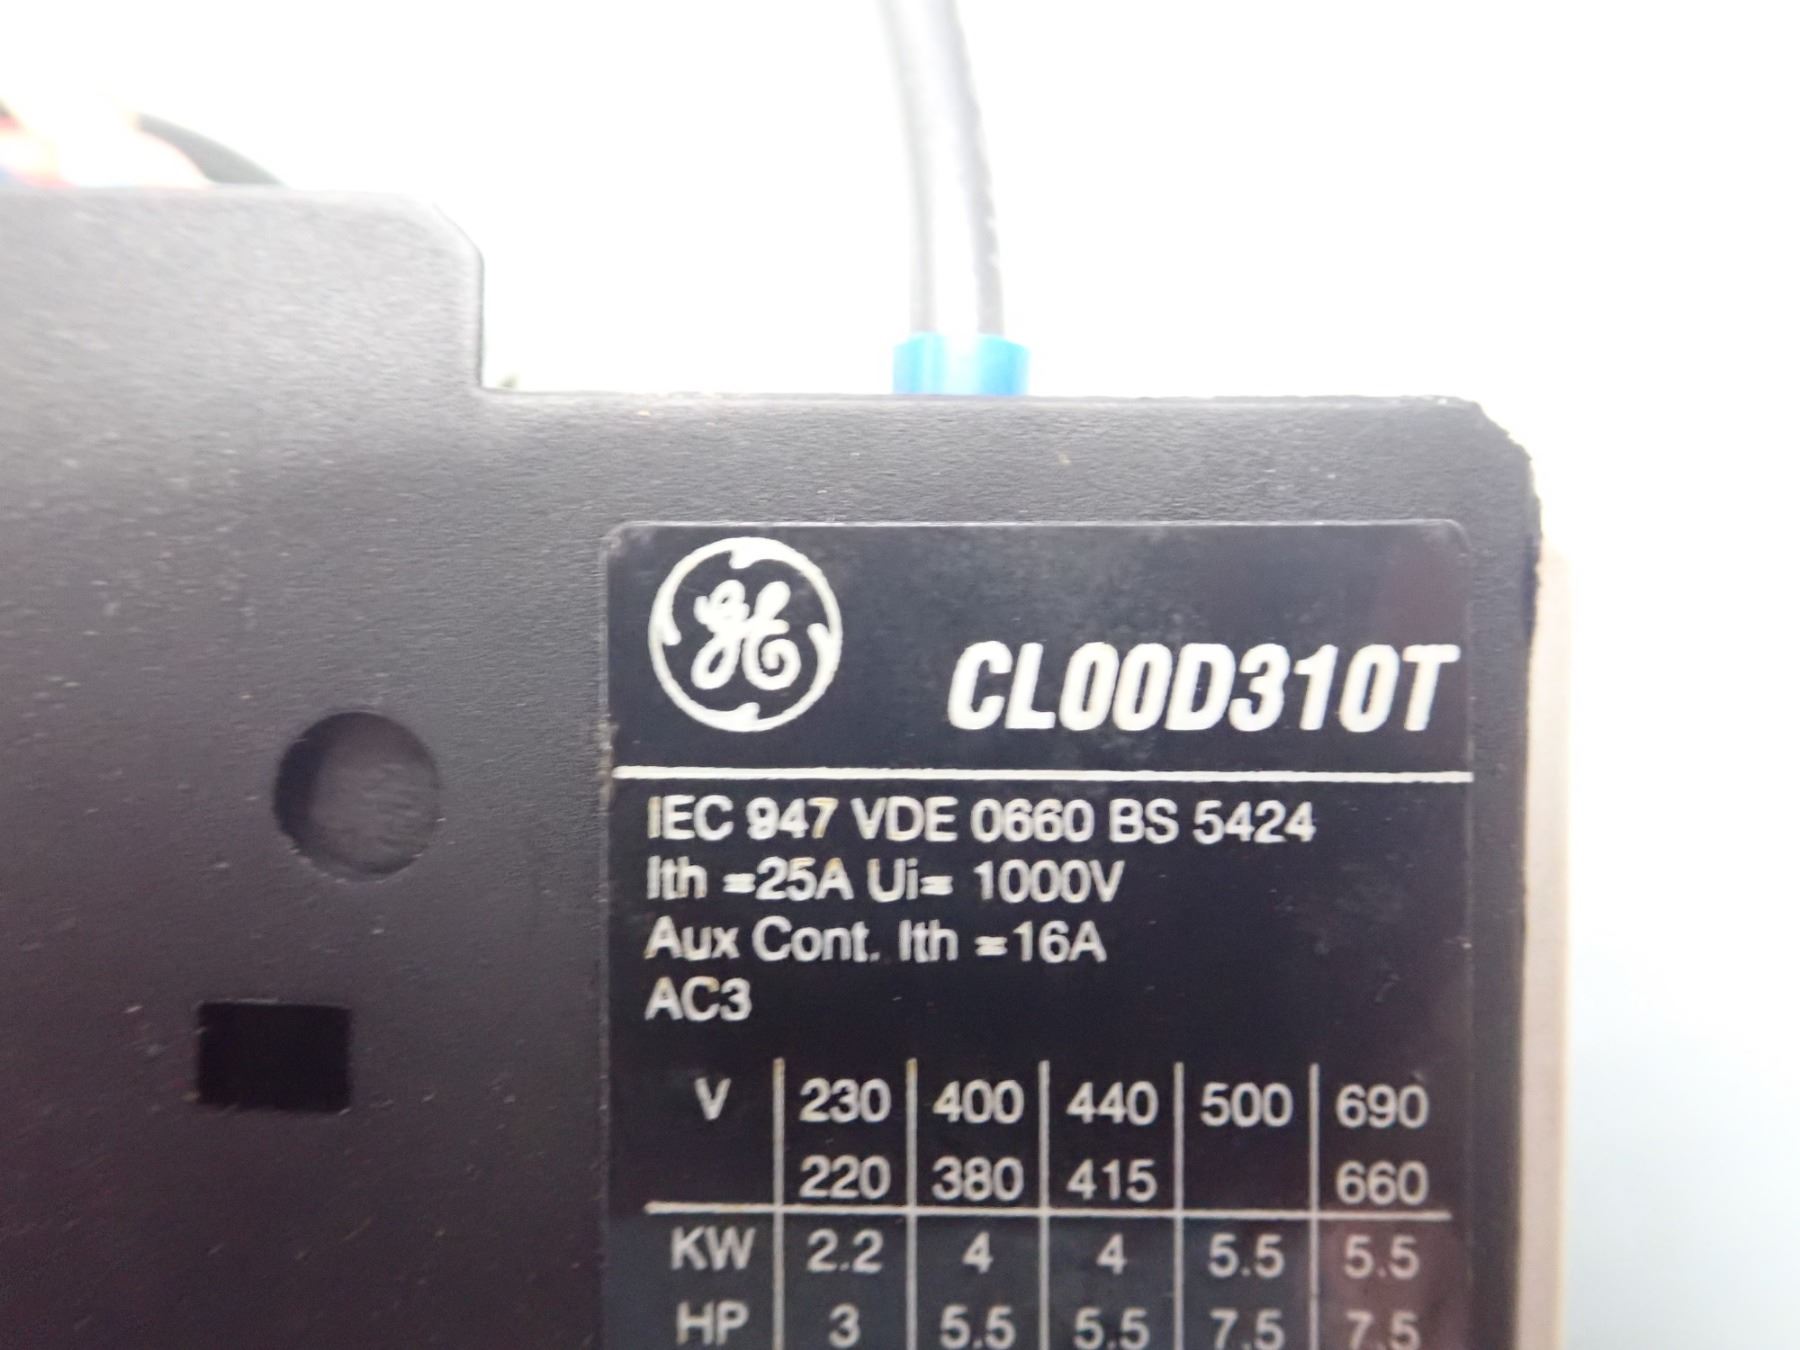 GE
CL00D310T
IEC 947 VDE 0660 BS 5424
Ith =25A Ui= 1000V
Aux Cont. Ith =16A
AC3
V 230 400 440 500 690
220 380 415 660
KW 2.2 4 4 5.5 5.5
HP 3 5.5 5.5 7.5 7.5